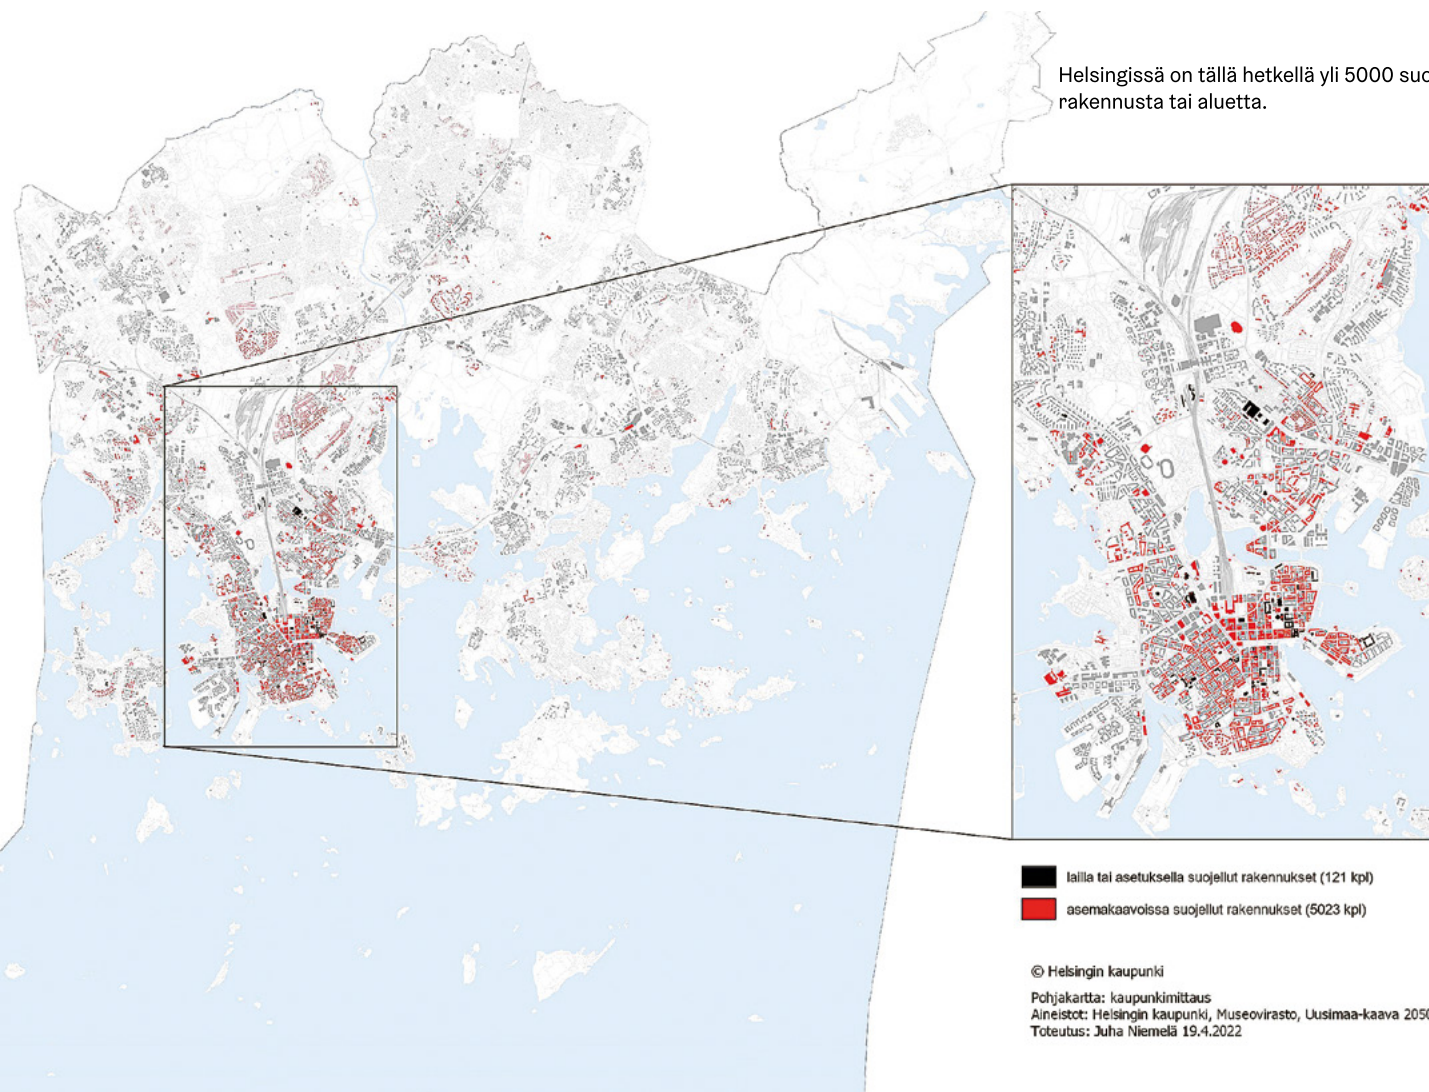 Helsingissä on tällä hetkellä yli 5000
rakennusta tai aluetta.
lailla tai asetuksella suojellut rakennukset (121 kpl)
asemakaavoissa suojellut rakennukset (5023 kpl)
© Helsingin kaupunki
Pohjakartta: kaupunkimittaus
Aineistot: Helsingin kaupunki, Museovirasto, Uusimaa-kaava 2050
Toteutus: Juha Niemelä 19.4.2022